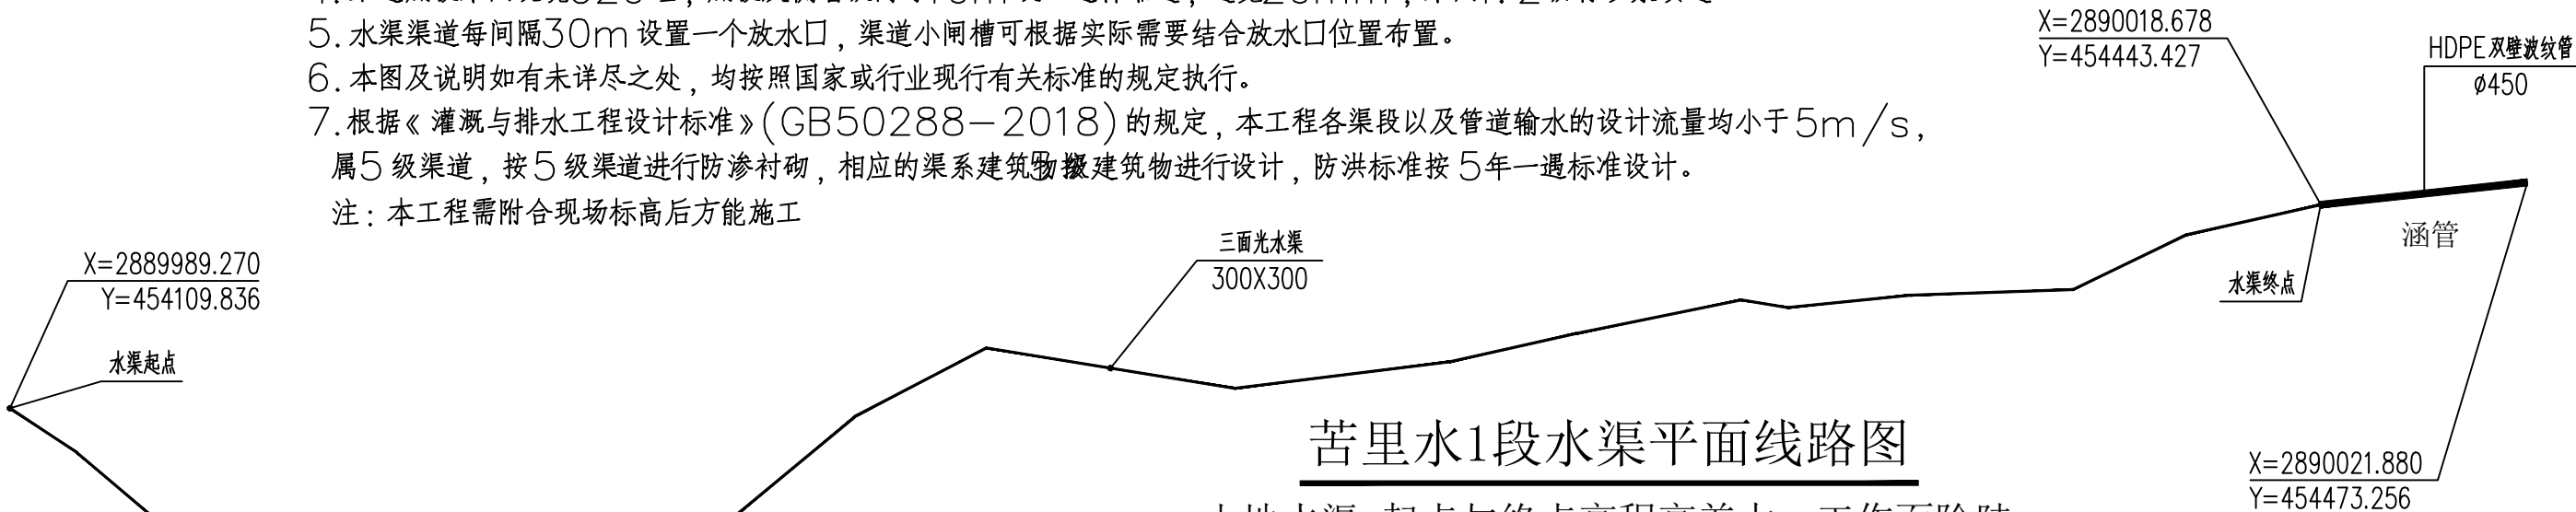 5.水渠渠道每间隔30m设置一个放水口，渠道小闸槽可根据实际需要结合放水口位置布置。
6.本图及说明如有未详尽之处，均按照国家或行业现行有关标准的规定执行。
7.根据《灌溉与排水工程设计标准》(GB50288-2018)的规定，本工程各渠段以及管道输水的设计流量均小于5m/s，
属5级渠道，按5级渠道进行防渗衬砌，相应的渠系建筑物按5级建筑物进行设计，防洪标准按5年一遇标准设计。
注：本工程需附合现场标高后方能施工
X=2890018.678
Y=454443.427
HDPE双壁波纹管
ø450
涵管
X=2889989.270
Y=454109.836
水渠起点
三面光水渠
300X300
水渠终点
苦里水1段水渠平面线路图
X=2890021.880
Y=454473.256